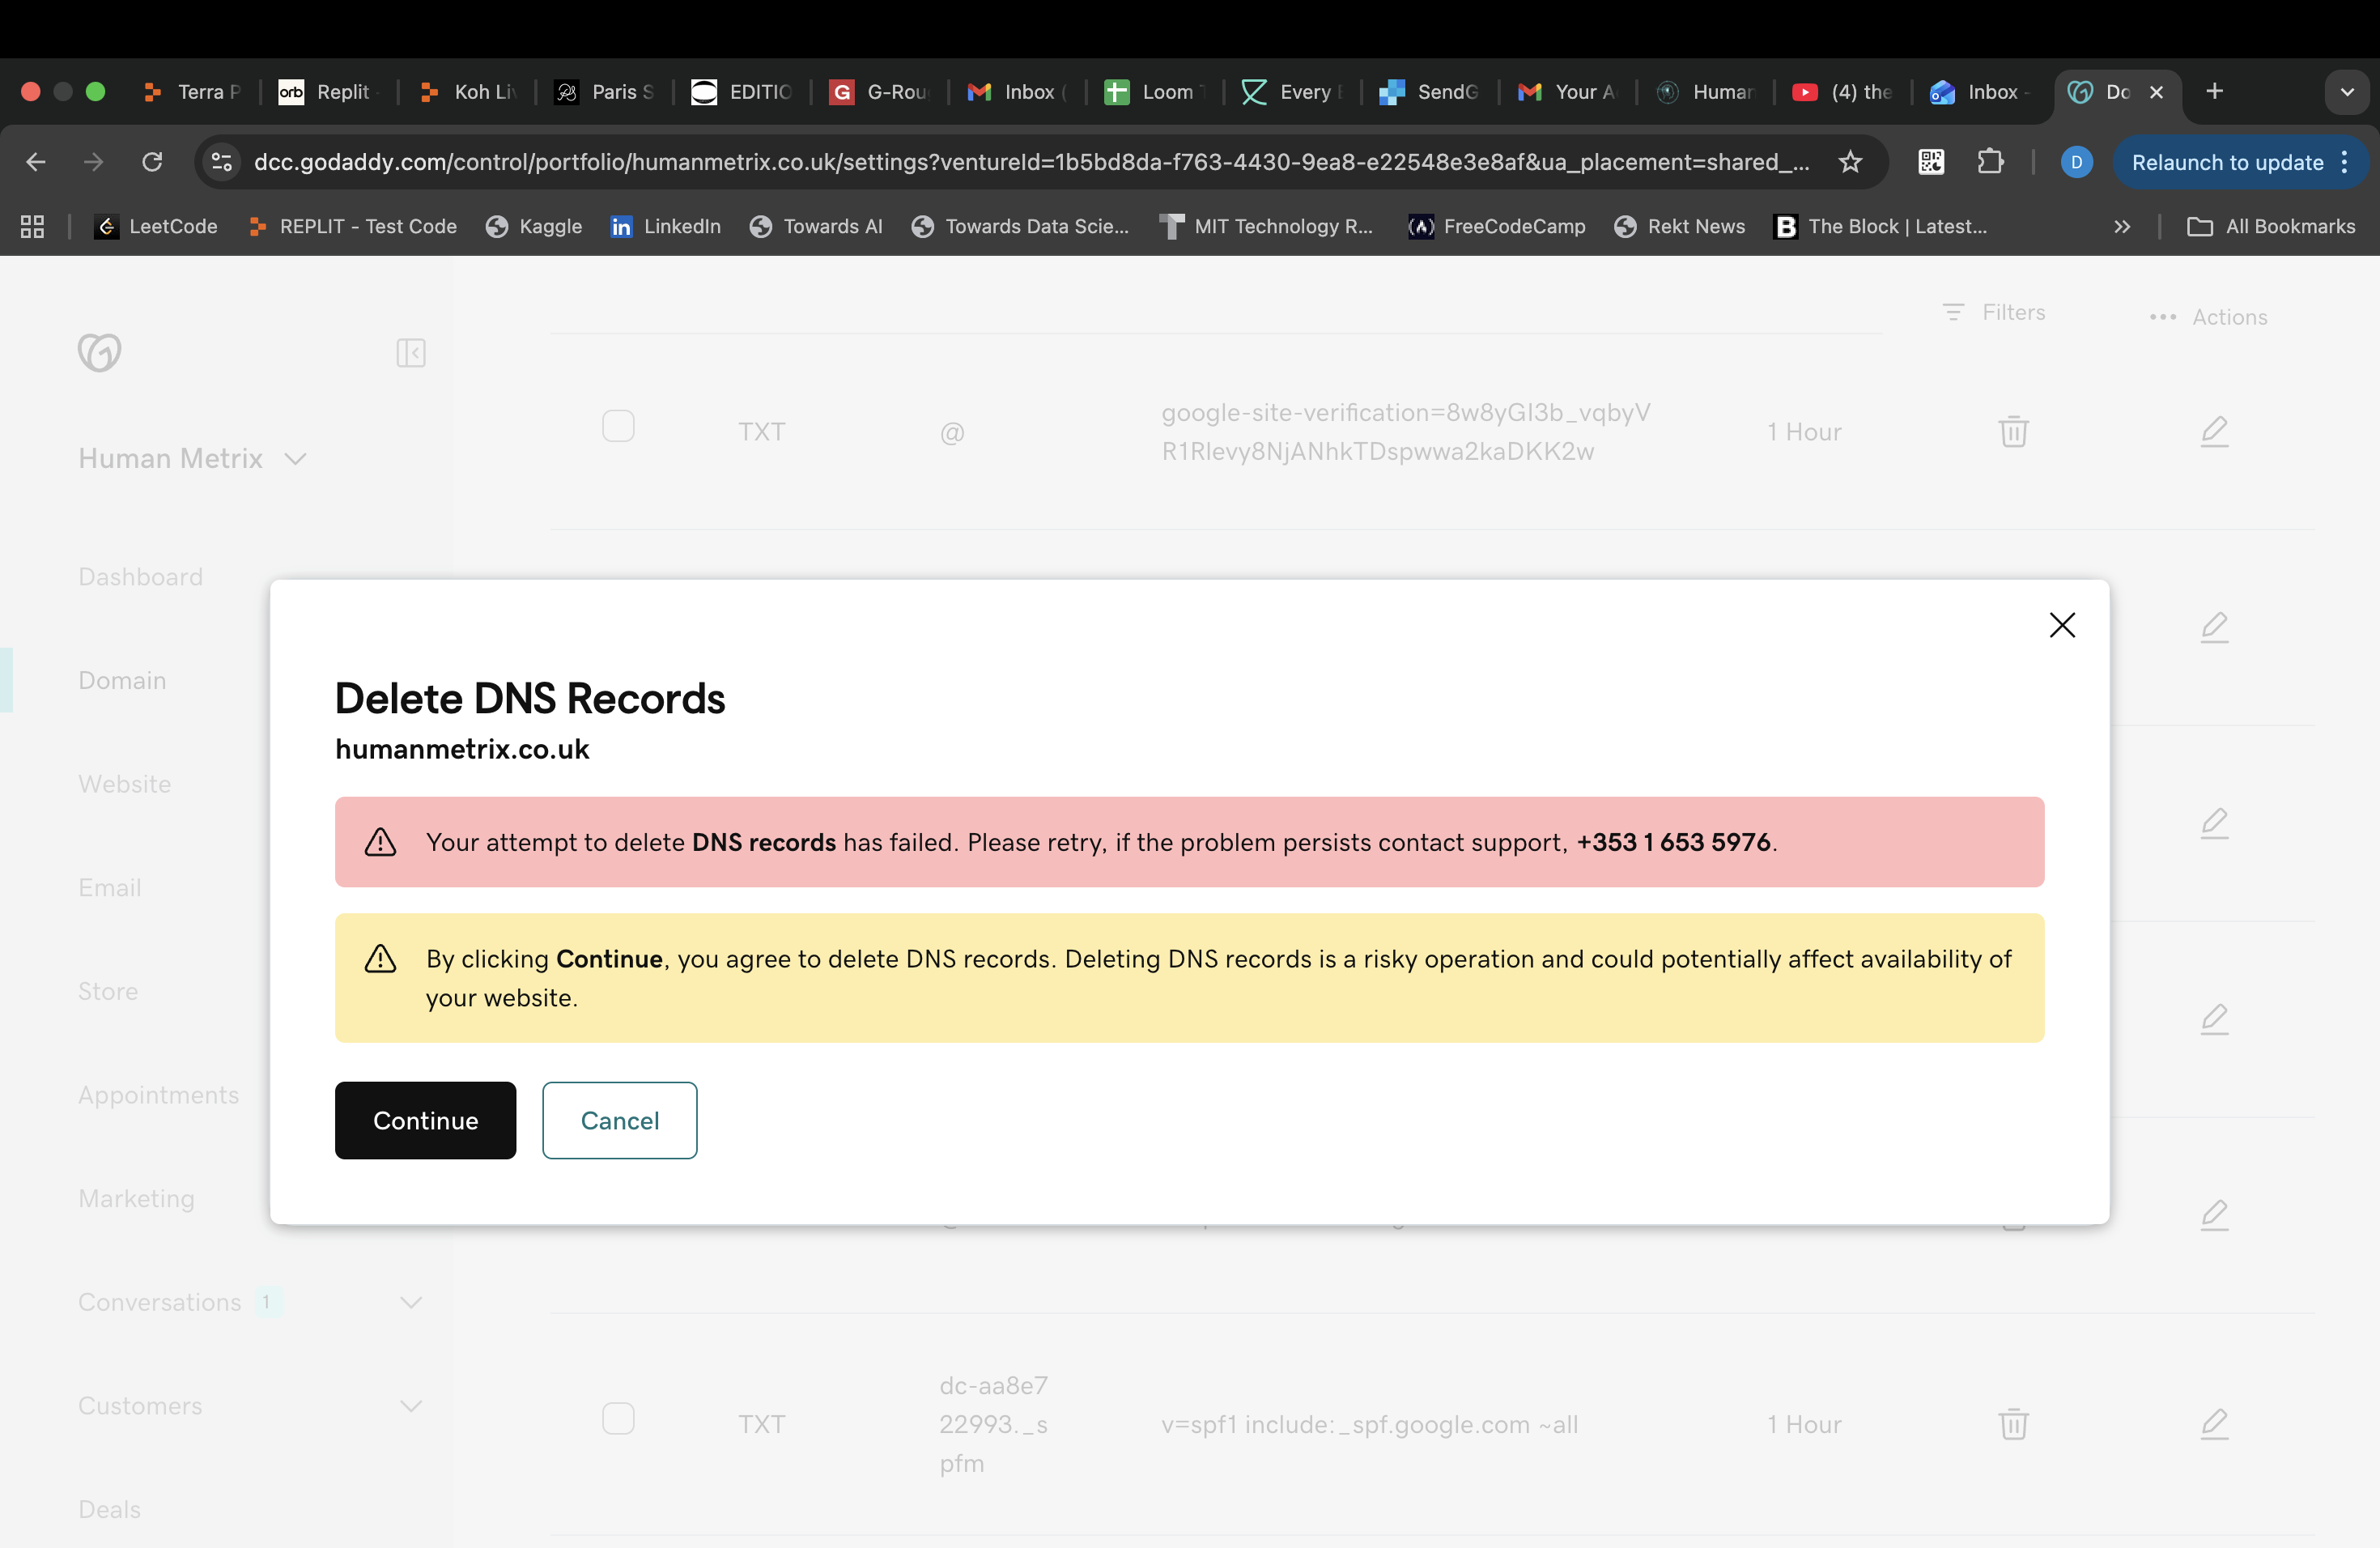 Terra P
orb Replit
Koh Li
Paris S
EDITIO
G G-Rou
Inbox (
Loom T
Every E
SendG
Your A
Human
(4) the
Inbox -
Do
dcc.godaddy.com/control/portfolio/humanmetrix.co.uk/settings?ventureId=1b5bd8da-f763-4430-9ea8-e22548e3e8af&ua_placement=shared_...
D
Relaunch to update
LeetCode
REPLIT - Test Code
Kaggle
in LinkedIn
Towards AI
Towards Data Scie...
MIT Technology R...
FreeCodeCamp
Rekt News
B The Block | Latest...
All Bookmarks
Filters
Actions
Human Metrix
Dashboard
Domain
Website
Email
Store
Appointments
Marketing
Conversations 1
Customers
Deals
TXT @ google-site-verification=8w8yGI3b_vqbyV
R1Rlevy8NjANhkTDspwwa2kaDKK2w 1 Hour
Delete DNS Records
humanmetrix.co.uk
Your attempt to delete DNS records has failed. Please retry, if the problem persists contact support, +353 1 653 5976.
By clicking Continue, you agree to delete DNS records. Deleting DNS records is a risky operation and could potentially affect availability of
your website.
Continue
Cancel
dc-aa8e7
TXT 22993._s v=spf1 include:_spf.google.com ~all 1 Hour
pfm